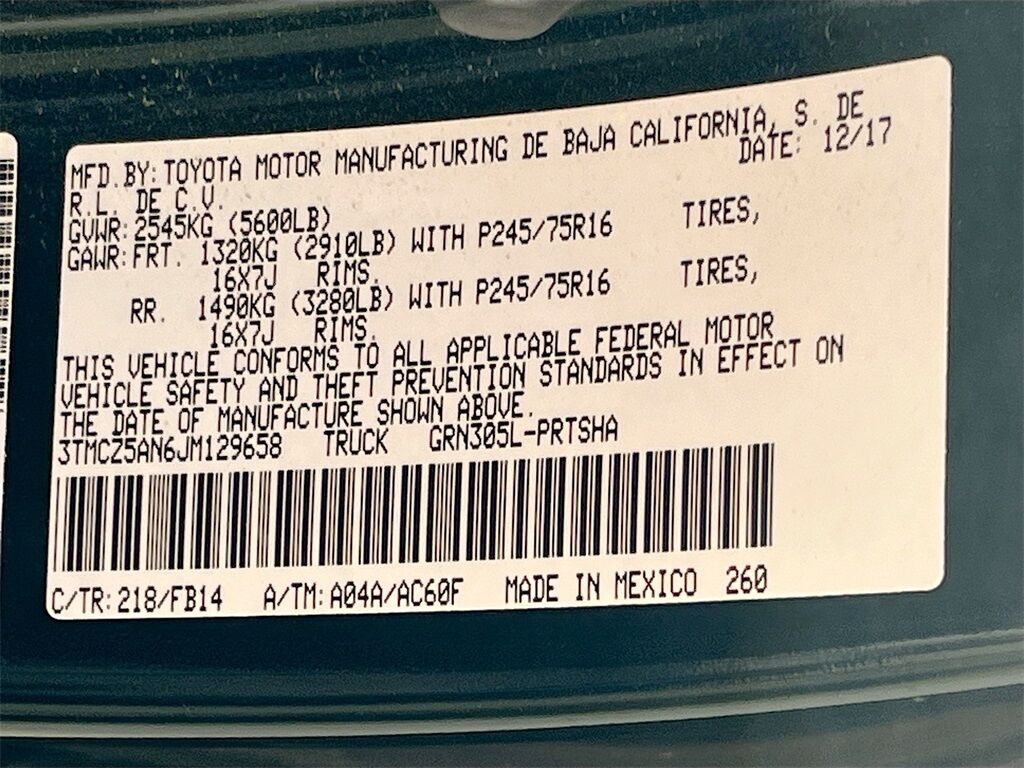 MFD.BY: TOYOTA MOTOR MANUFACTURING DE BAJA CALIFORNIA, S. DE
R.L. DE C.V. DATE: 12/17
GVWR: 2545KG (5600LB)
GAWR: FRT. 1320KG (2910LB) WITH P245/75R16 TIRES,
16X7J RIMS.
RR. 1490KG (3280LB) WITH P245/75R16 TIRES,
16X7J RIMS.
THIS VEHICLE CONFORMS TO ALL APPLICABLE FEDERAL MOTOR
VEHICLE SAFETY AND THEFT PREVENTION STANDARDS IN EFFECT ON
THE DATE OF MANUFACTURE SHOWN ABOVE.
3TMCZ5AN6JM129658 TRUCK GRN305L-PRTSHA
C/TR: 218/FB14 A/TM: A04A/AC60F MADE IN MEXICO 260